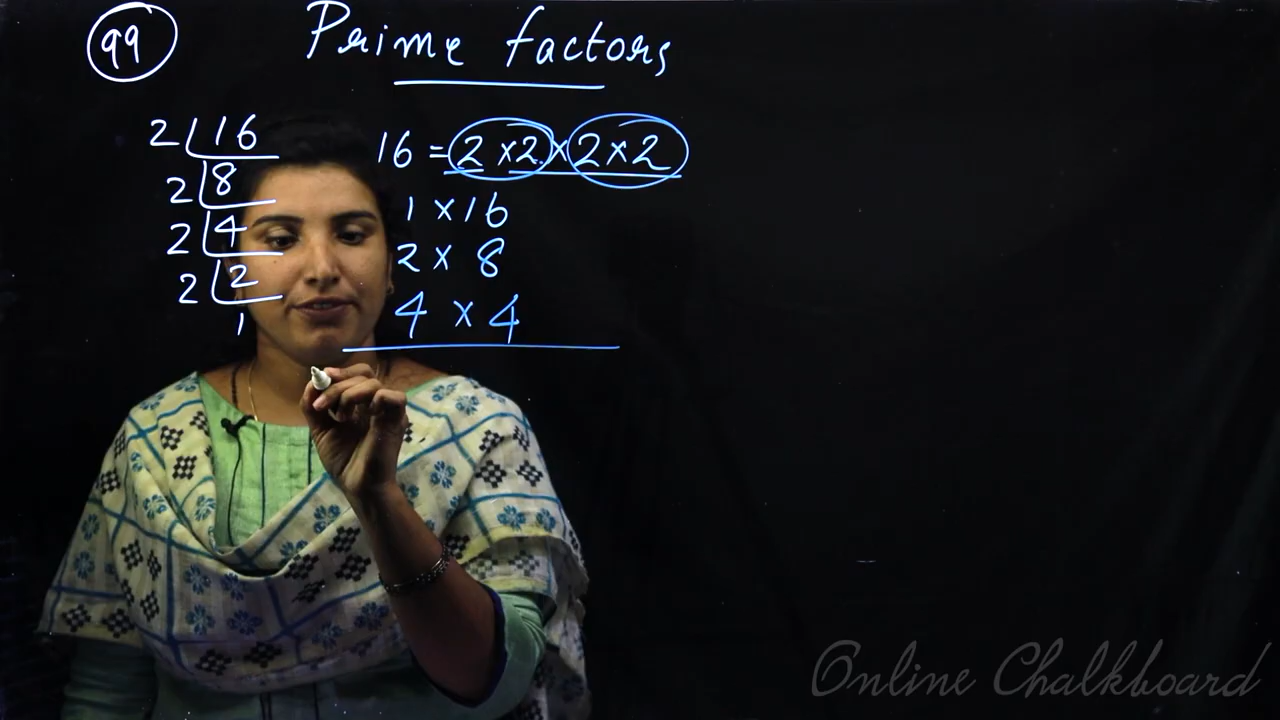 99
Prime factors
2 | 16
2 | 8
2 | 4
2 | 2
1
16 = 2 × 2 × 2 × 2
1 × 16
2 × 8
4 × 4
Online Chalkboard